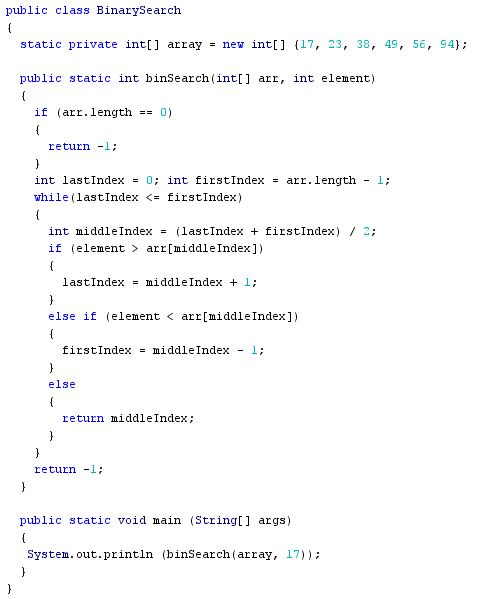 public class BinarySearch
{
  static private int[] array = new int[] {17, 23, 38, 49, 56, 94};

  public static int binSearch(int[] arr, int element)
  {
    if (arr.length == 0)
    {
      return -1;
    }
    int lastIndex = 0; int firstIndex = arr.length - 1;
    while(lastIndex <= firstIndex)
    {
      int middleIndex = (lastIndex + firstIndex) / 2;
      if (element > arr[middleIndex])
      {
        lastIndex = middleIndex + 1;
      }
      else if (element < arr[middleIndex])
      {
        firstIndex = middleIndex - 1;
      }
      else
      {
        return middleIndex;
      }
    }
    return -1;
  }

  public static void main (String[] args)
  {
   System.out.println (binSearch(array, 17));
  }
}